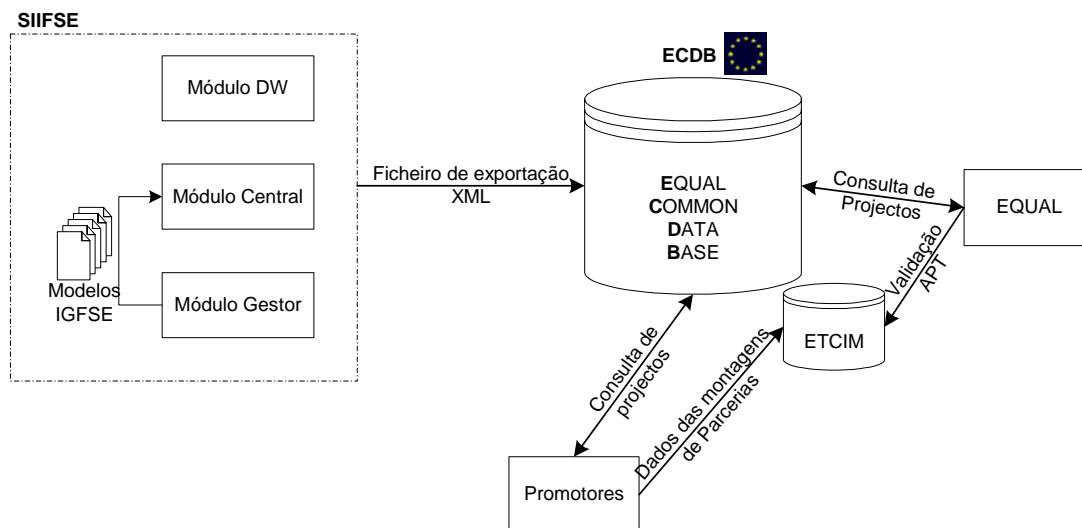 SIIFSE
Módulo DW
Módulo Central
Módulo Gestor
Modelos
IGFSE
Ficheiro de exportação
XML
ECDB
EQUAL
COMMON
DATA
BASE
Consulta de
Projectos
EQUAL
Validação
APT
ETCIM
Consulta de
projectos
Dados das montagens
de Parcerias
Promotores